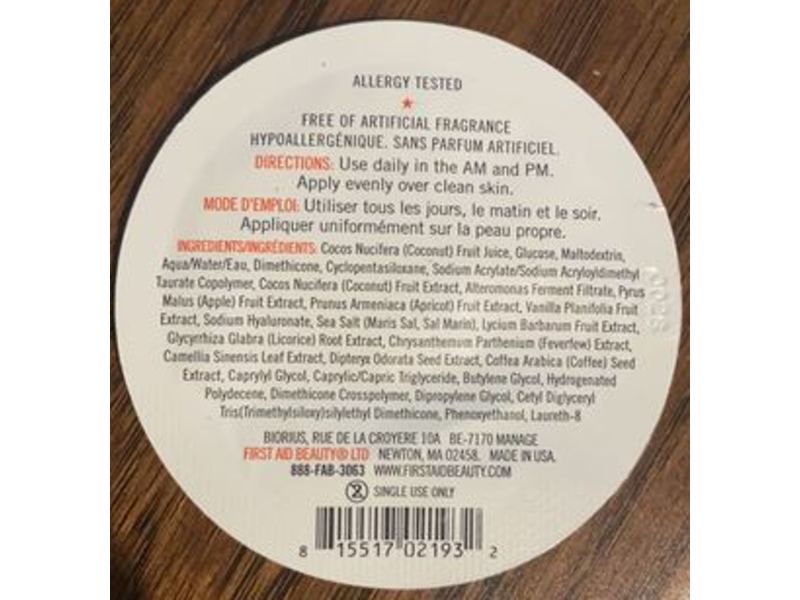 ALLERGY TESTED
FREE OF ARTIFICIAL FRAGRANCE
HYPOALLERGÉNIQUE. SANS PARFUM ARTIFICIEL.
DIRECTIONS: Use daily in the AM and PM.
Apply evenly over clean skin.
MODE D'EMPLOI: Utiliser tous les jours, le matin et le soir.
Appliquer uniformément sur la peau propre.
INGREDIENTS/INGRÉDIENTS: Cocos Nucifera (Coconut) Fruit Juice, Glucose, Maltodextrin,
Aqua/Water/Eau, Dimethicone, Cyclopentasiloxane, Sodium Acrylate/Sodium Acryloyldimethyl
Taurate Copolymer, Cocos Nucifera (Coconut) Fruit Extract, Alteromonas Ferment Filtrate, Pyrus
Malus (Apple) Fruit Extract, Prunus Armeniaca (Apricot) Fruit Extract, Vanilla Planifolia Fruit
Extract, Sodium Hyaluronate, Sea Salt (Maris Sal, Sal Marin), Lycium Barbarum Fruit Extract,
Glycyrrhiza Glabra (Licorice) Root Extract, Chrysanthemum Parthenium (Feverfew) Extract,
Camellia Sinensis Leaf Extract, Dipteryx Odorata Seed Extract, Coffea Arabica (Coffee) Seed
Extract, Caprylyl Glycol, Caprylic/Capric Triglyceride, Butylene Glycol, Hydrogenated
Polydecene, Dimethicone Crosspolymer, Dipropylene Glycol, Cetyl Diglyceryl
Tris(Trimethylsiloxy)silylethyl Dimethicone, Phenoxyethanol, Laureth-8
BIORIUS, RUE DE LA CROYERE 10A BE-7170 MANAGE
FIRST AID BEAUTY® LTD NEWTON, MA 02458. MADE IN USA.
888-FAB-3063 WWW.FIRSTAIDBEAUTY.COM
2 SINGLE USE ONLY
8 15517 02193 2